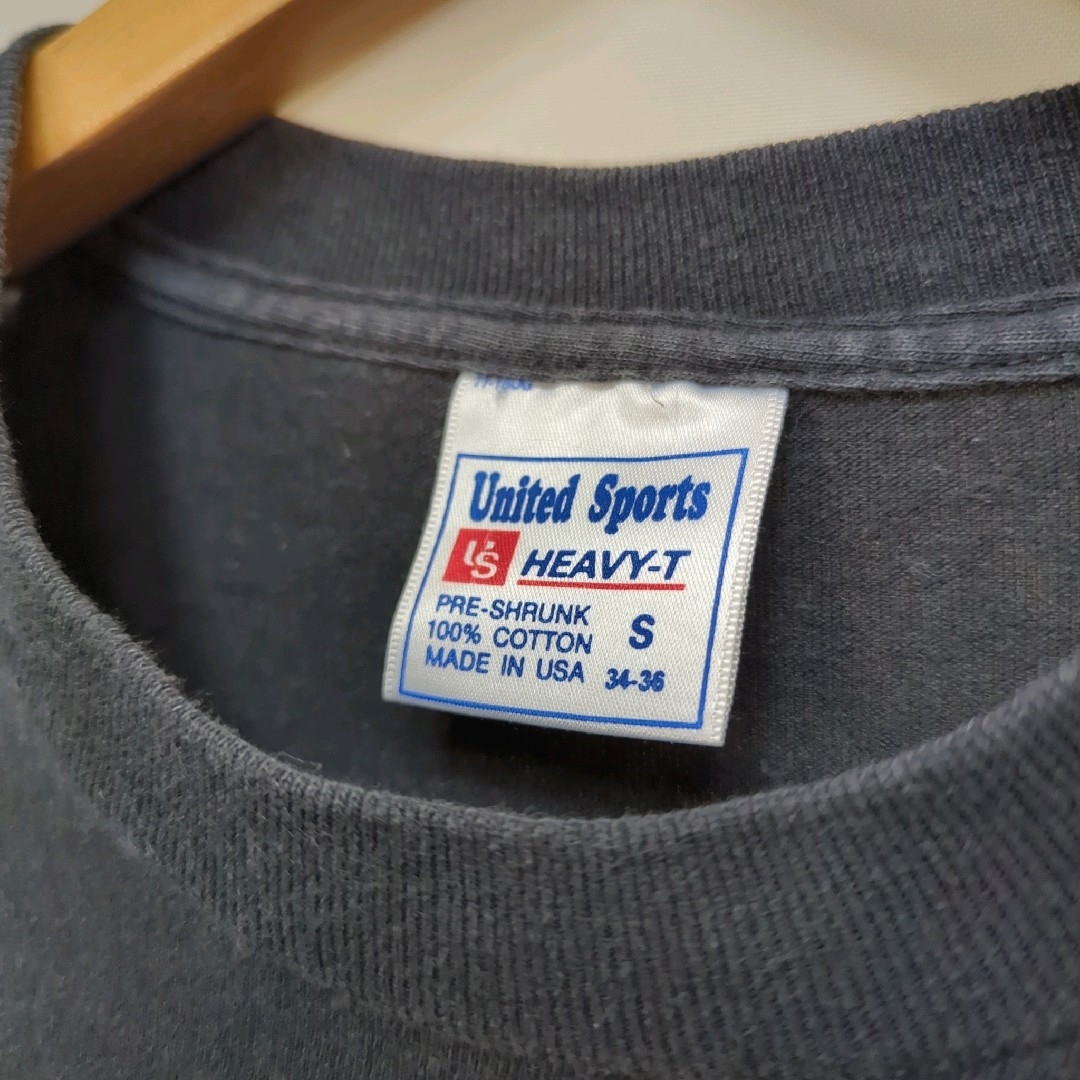 United Sports
US HEAVY-T
PRE-SHRUNK
100% COTTON S
MADE IN USA 34-36